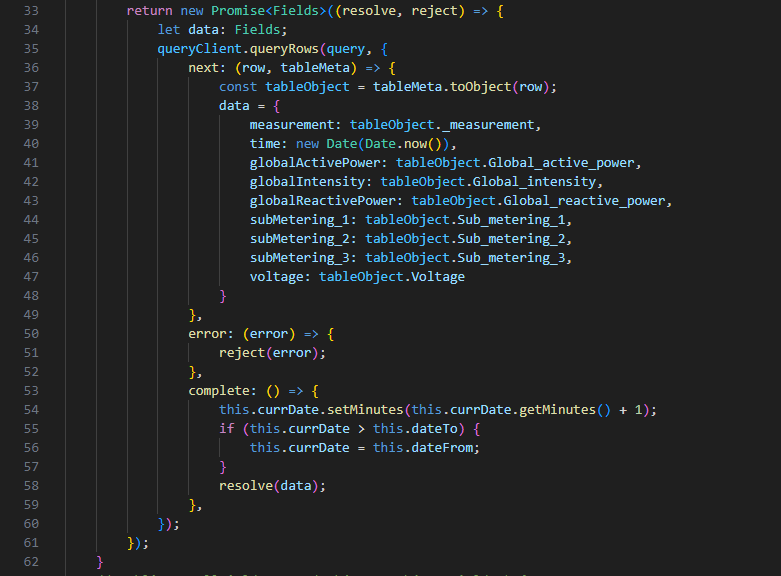 33 return new Promise<Fields>((resolve, reject) => {
34 let data: Fields;
35 queryClient.queryRows(query, {
36 next: (row, tableMeta) => {
37 const tableObject = tableMeta.toObject(row);
38 data = {
39 measurement: tableObject._measurement,
40 time: new Date(Date.now()),
41 globalActivePower: tableObject.Global_active_power,
42 globalIntensity: tableObject.Global_intensity,
43 globalReactivePower: tableObject.Global_reactive_power,
44 subMetering_1: tableObject.Sub_metering_1,
45 subMetering_2: tableObject.Sub_metering_2,
46 subMetering_3: tableObject.Sub_metering_3,
47 voltage: tableObject.Voltage
48 }
49 },
50 error: (error) => {
51 reject(error);
52 },
53 complete: () => {
54 this.currDate.setMinutes(this.currDate.getMinutes() + 1);
55 if (this.currDate > this.dateTo) {
56 this.currDate = this.dateFrom;
57 }
58 resolve(data);
59 },
60 });
61 });
62 }